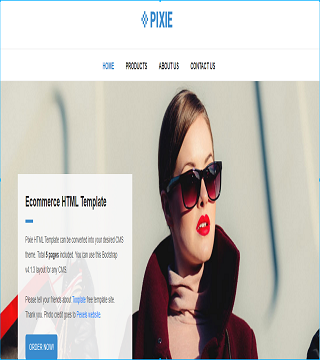 PIXIE
HOME PRODUCTS ABOUT US CONTACT US
Ecommerce HTML Template
Pixie HTML Template can be converted into your desired CMS
theme. Total 5 pages included. You can use this Bootstrap
v4.1.3 layout for any CMS.
Please tell your friends about Tooplate free template site.
Thank you. Photo credit goes to Pexels website.
ORDER NOW!